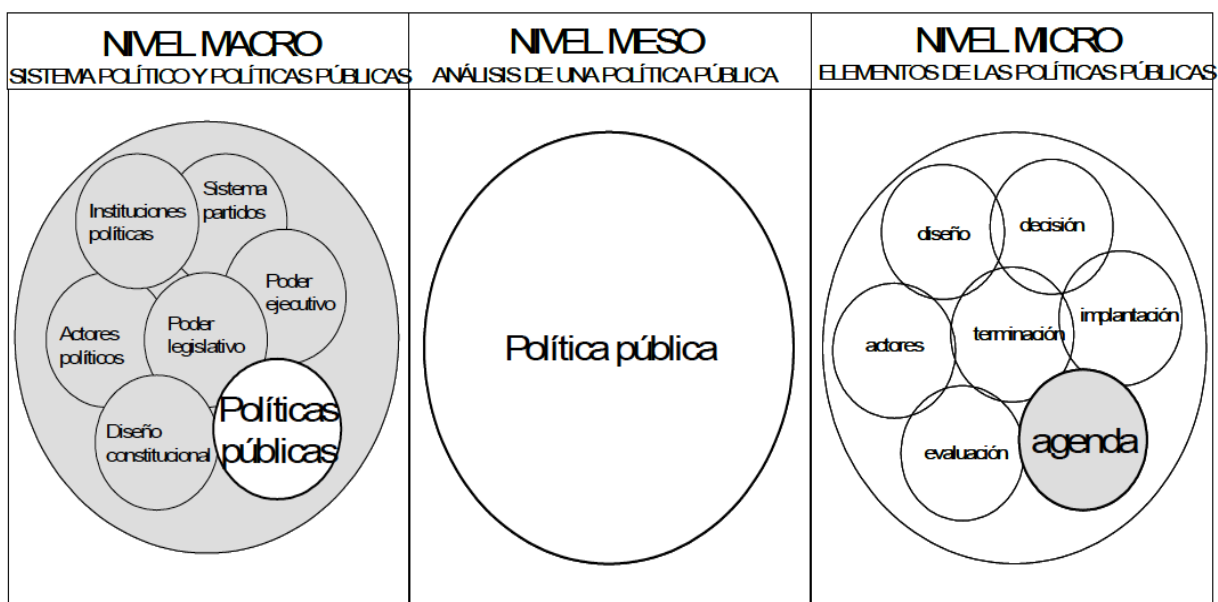 NIVEL MACRO
SISTEMA POLÍTICO Y POLÍTICAS PÚBLICAS
Instituciones
políticas
Sistema
partidos
Poder
ejecutivo
Actores
políticos
Poder
legislativo
Diseño
constitucional
Políticas
públicas
NIVEL MESO
ANÁLISIS DE UNA POLÍTICA PÚBLICA
Política pública
NIVEL MICRO
ELEMENTOS DE LAS POLÍTICAS PÚBLICAS
diseño
decisión
implantación
terminación
actores
evaluación
agenda